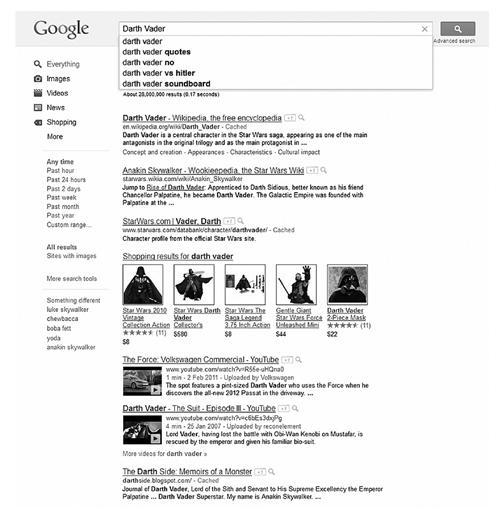 Google
Darth Vader
Advanced search
darth vader
darth vader quotes
darth vader no
darth vader vs hitler
darth vader soundboard
About 28,000,000 results (0.17 seconds)
Everything
Images
Videos
News
Shopping
More
Any time
Past hour
Past 24 hours
Past 2 days
Past week
Past month
Past year
Custom range...
All results
Sites with images
More search tools
Something different
luke skywalker
chewbacca
boba fett
yoda
anakin skywalker
Darth Vader - Wikipedia, the free encyclopedia
en.wikipedia.org/wiki/Darth_Vader - Cached
Darth Vader is a central character in the Star Wars saga, appearing as one of the main
antagonists in the original trilogy and as the main protagonist in ...
Concept and creation - Appearances - Characteristics - Cultural impact
Anakin Skywalker - Wookieepedia, the Star Wars Wiki
starwars.wikia.com/wiki/Anakin_Skywalker
Jump to Rise of Darth Vader: Apprenticed to Darth Sidious, better known as his friend
Chancellor Palpatine, he became Darth Vader. The Galactic Empire was founded with
Palpatine at the ...
StarWars.com | Vader, Darth
www.starwars.com/databank/character/darthvader/ - Cached
Character profile from the official Star Wars site.
Shopping results for darth vader
Star Wars 2010
Vintage
Collection Action
(11)
$8
Star Wars Darth
Vader
Collector's
$580
Star Wars The
Saga Legend
3.75 Inch Action
$8
Gentle Giant
Star Wars Force
Unleashed Mini
$44
Darth Vader
2-Piece Mask
(11)
$22
The Force: Volkswagen Commercial - YouTube
www.youtube.com/watch?v=R55e-uHQna0
1 min - 2 Feb 2011 - Uploaded by Volkswagen
The spot features a pint-sized Darth Vader who uses the Force when he
discovers the all-new 2012 Passat in the driveway. ...
Darth Vader - The Suit - Episode III - YouTube
www.youtube.com/watch?v=c6bEs3dxjPg
4 min - 25 Jan 2007 - Uploaded by reconelement
Lord Vader, having lost the battle with Obi-Wan Kenobi on Mustafar, is
rescued by the emperor and given his familiar bio-suit.
More videos for darth vader »
The Darth Side: Memoirs of a Monster
darthside.blogspot.com/ - Cached
Journal of Darth Vader, Lord of the Sith and Servant to His Supreme Excellency the Emperor
Palpatine ... Darth Vader Superstar. My name is Anakin Skywalker. ...